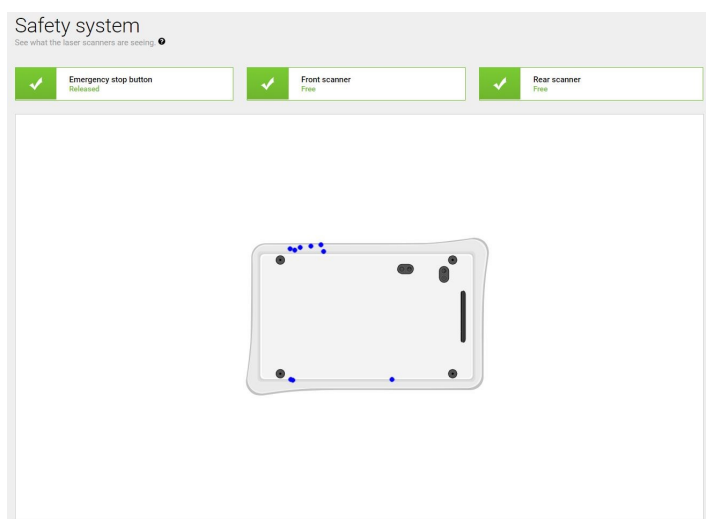 Safety system
See what the laser scanners are seeing.
Emergency stop button
Released
Front scanner
Free
Rear scanner
Free